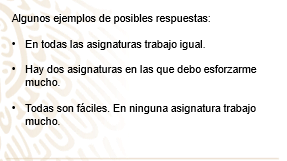 Algunos ejemplos de posibles respuestas:
• En todas las asignaturas trabajo igual.
• Hay dos asignaturas en las que debo esforzarme
mucho.
• Todas son fáciles. En ninguna asignatura trabajo
mucho.